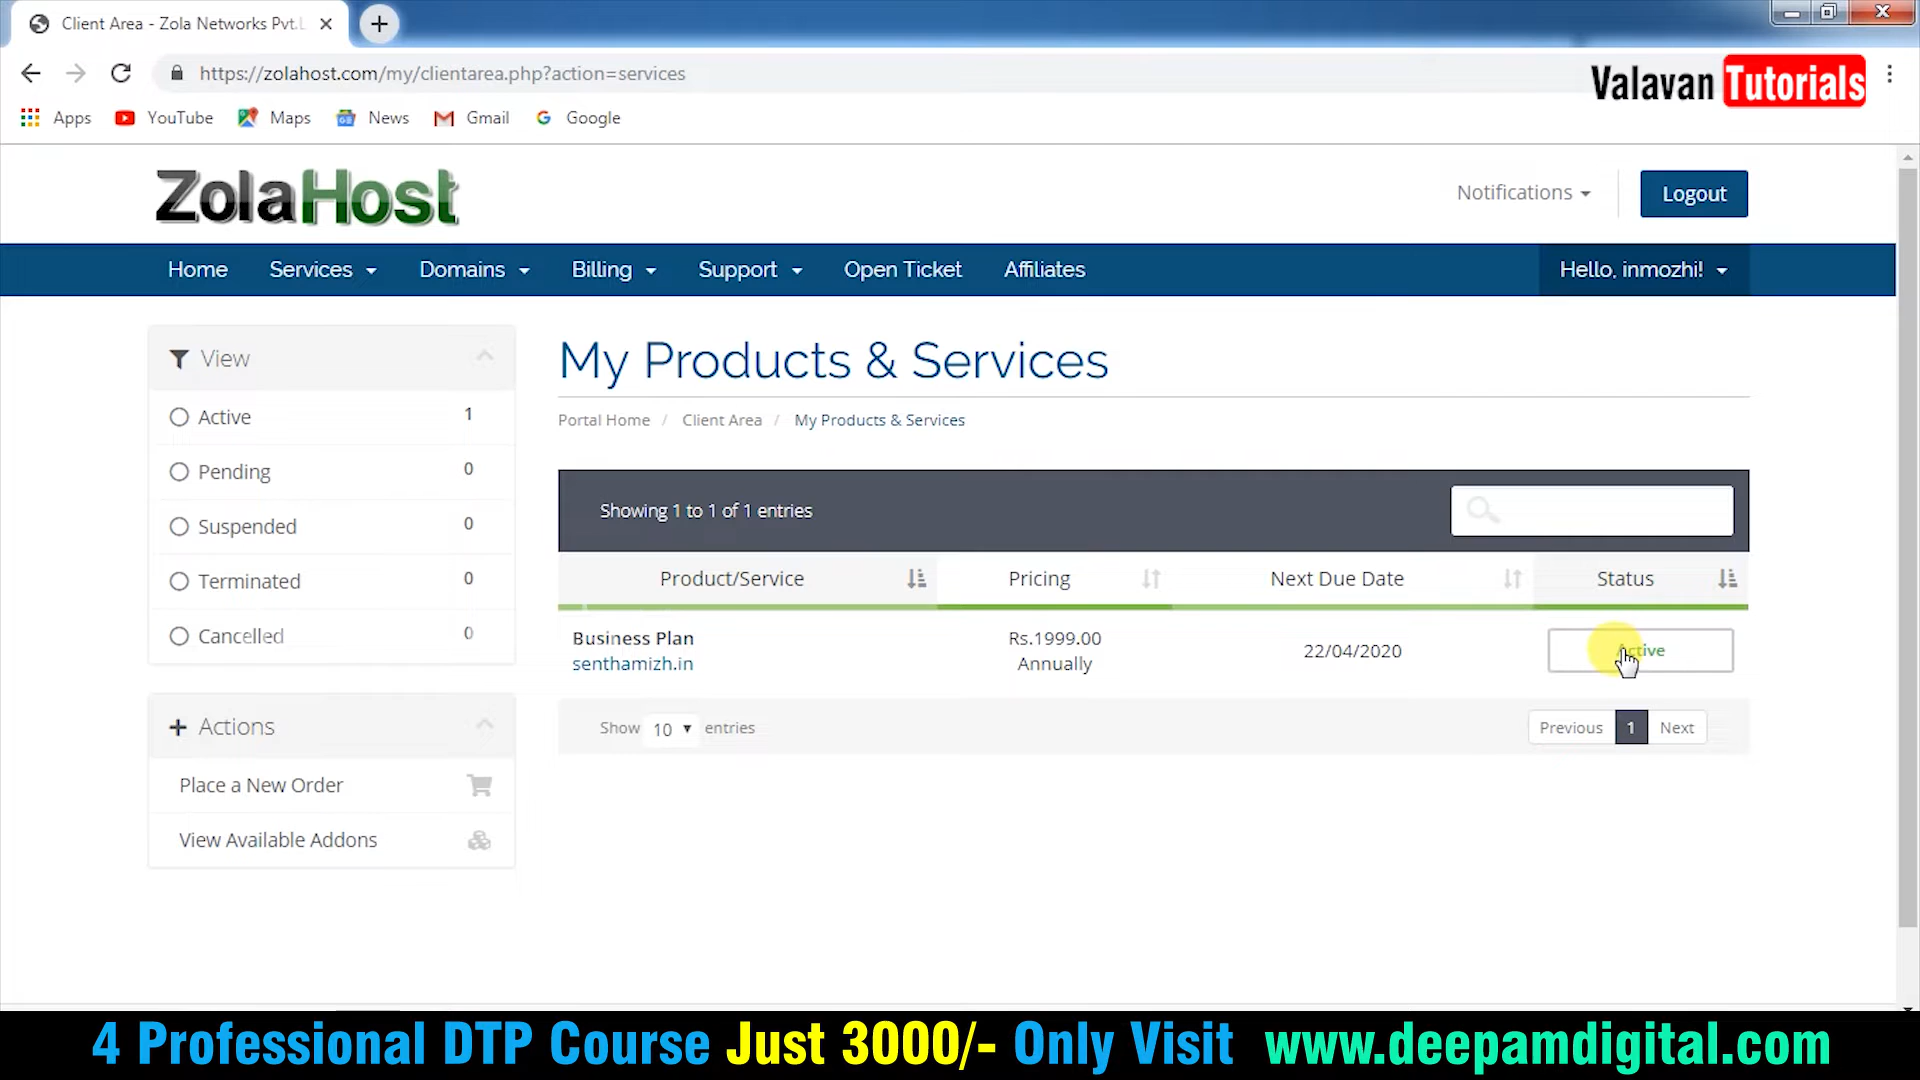 Client Area - Zola Networks Pvt.L
https://zolahost.com/my/clientarea.php?action=services
Valavan Tutorials
Apps YouTube Maps News Gmail Google
ZolaHost
Notifications
Logout
Home Services Domains Billing Support Open Ticket Affiliates Hello, inmozhi!
View
Active 1
Pending 0
Suspended 0
Terminated 0
Cancelled 0
Actions
Place a New Order
View Available Addons
My Products & Services
Portal Home / Client Area / My Products & Services
Showing 1 to 1 of 1 entries
Product/Service Pricing Next Due Date Status
Business Plan
senthamizh.in
Rs.1999.00
Annually
22/04/2020
Active
Show 10 entries
Previous 1 Next
4 Professional DTP Course Just 3000/- Only Visit www.deepamdigital.com